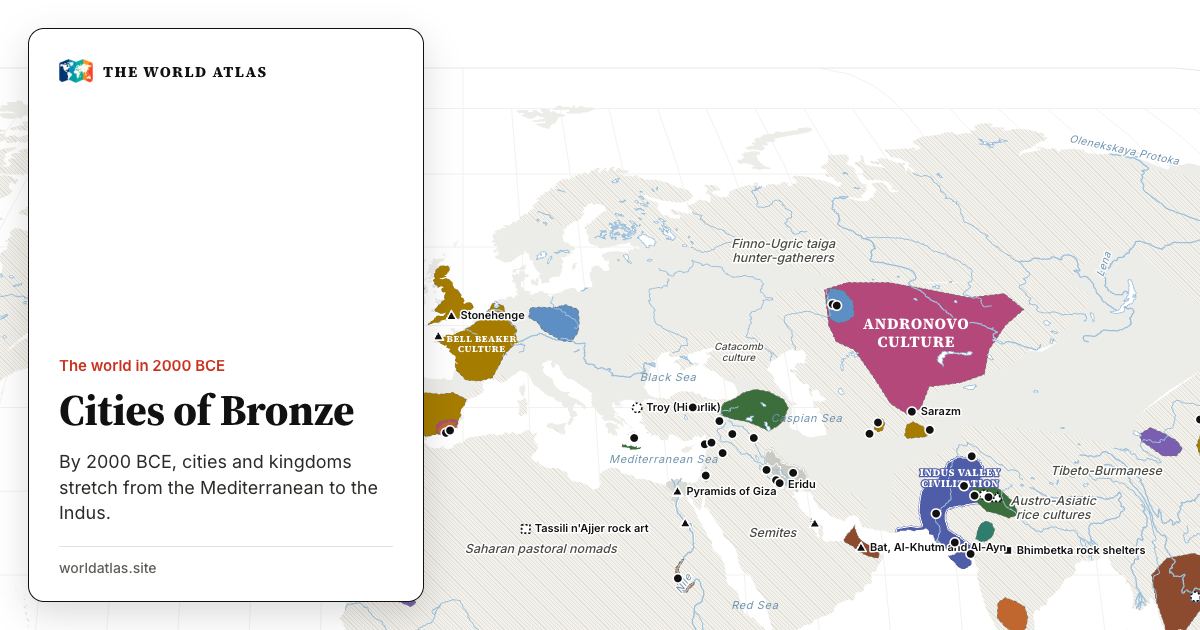 THE WORLD ATLAS
The world in 2000 BCE
Cities of Bronze
By 2000 BCE, cities and kingdoms
stretch from the Mediterranean to the
Indus.
worldatlas.site
Olenekskaya Protoka
Finno-Ugric taiga
hunter-gatherers
Lena
Stonehenge
BELL BEAKER
CULTURE
ANDRONOVO
CULTURE
Catacomb
culture
Black Sea
Troy (Hisarlik)
Caspian Sea
Sarazm
Mediterranean Sea
INDUS VALLEY
CIVILIZATION
Tibeto-Burmanese
Pyramids of Giza
Eridu
Austro-Asiatic
rice cultures
Tassili n'Ajjer rock art
Semites
Saharan pastoral nomads
Bat, Al-Khutm and Al-Ayn
Bhimbetka rock shelters
Nile
Red Sea